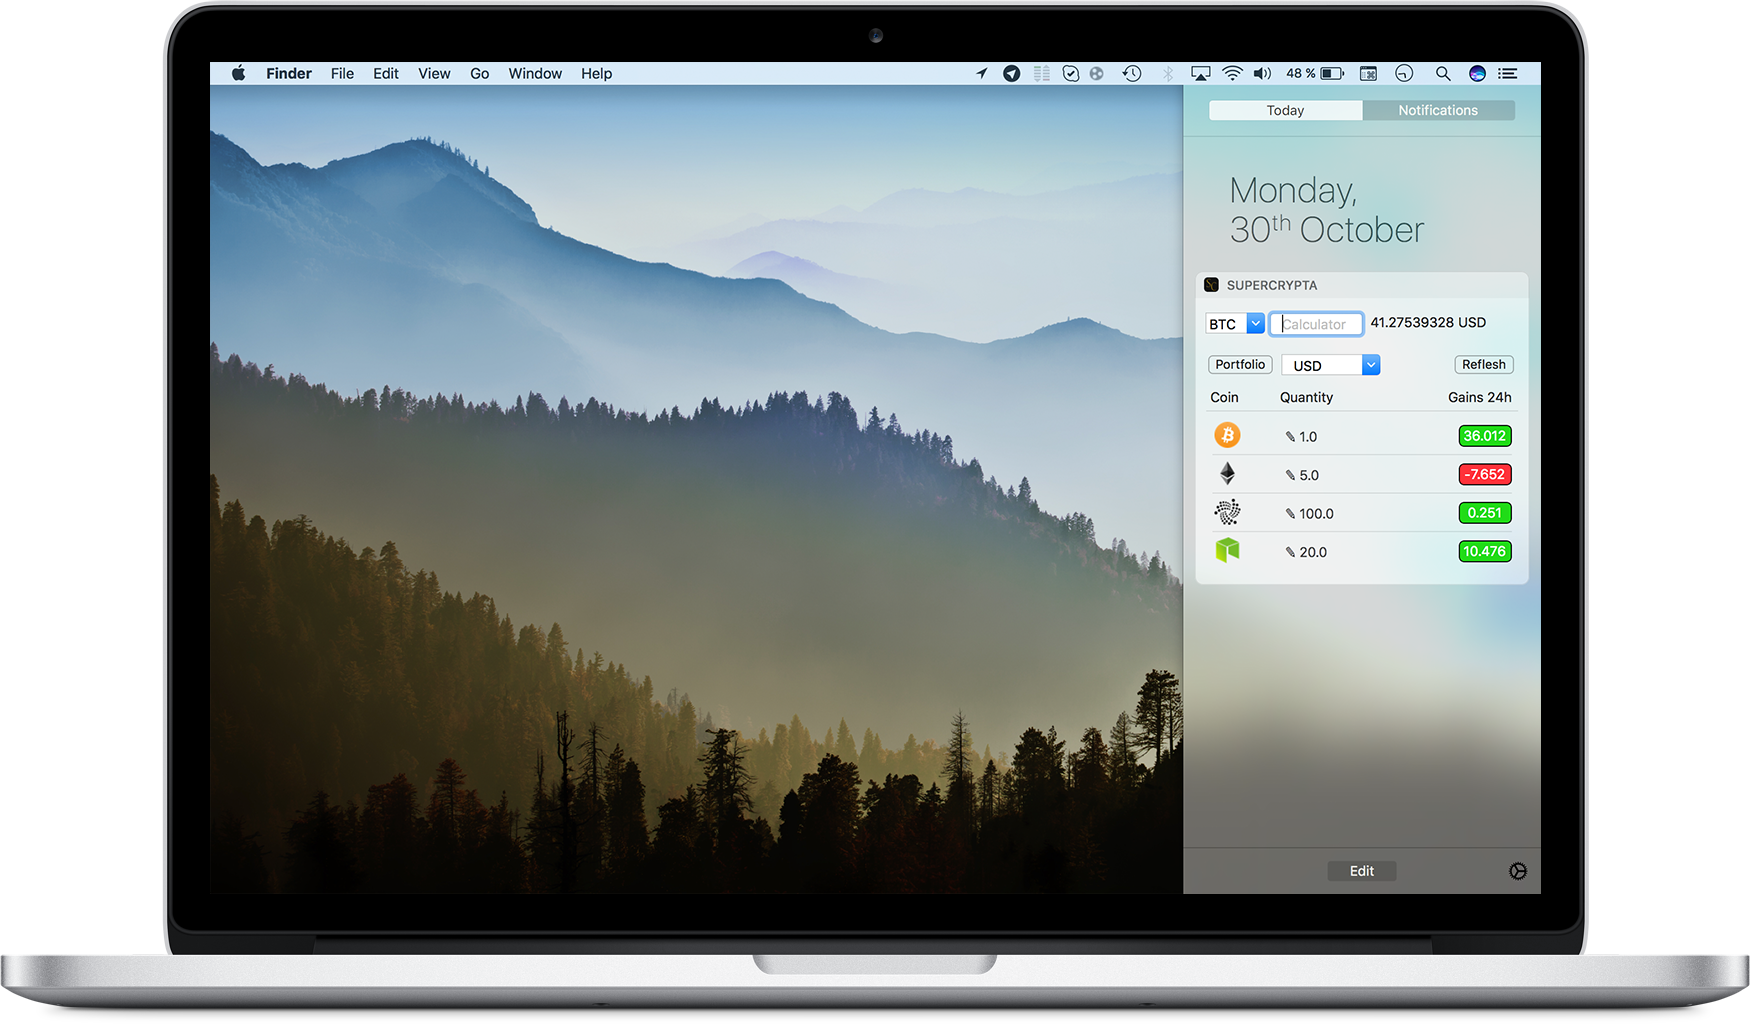 Finder File Edit View Go Window Help 48 %
Today Notifications
Monday,
30th October
SC SUPERCRYPTA
BTC Calculator 41.27539328 USD
Portfolio USD Reflesh
Coin Quantity Gains 24h
1.0 36.012
5.0 -7.652
100.0 0.251
20.0 10.476
Edit